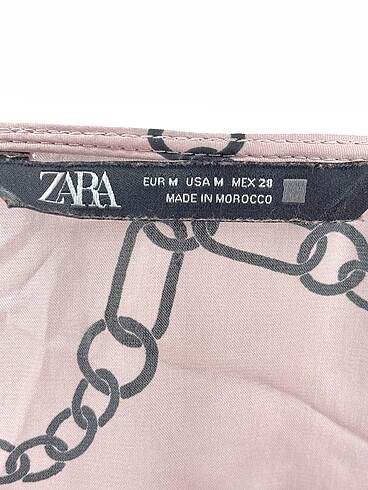 ZARA
EUR M USA M MEX 28
MADE IN MOROCCO